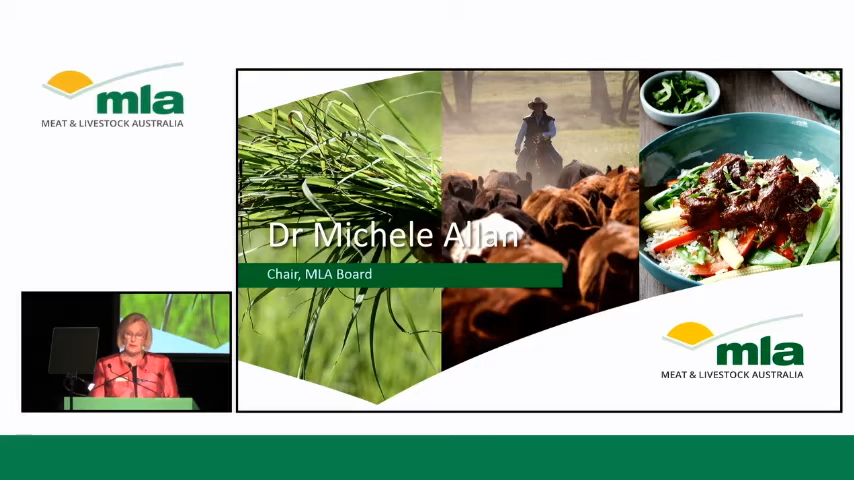 mla
MEAT & LIVESTOCK AUSTRALIA
Dr Michele Allan
Chair, MLA Board
mla
MEAT & LIVESTOCK AUSTRALIA